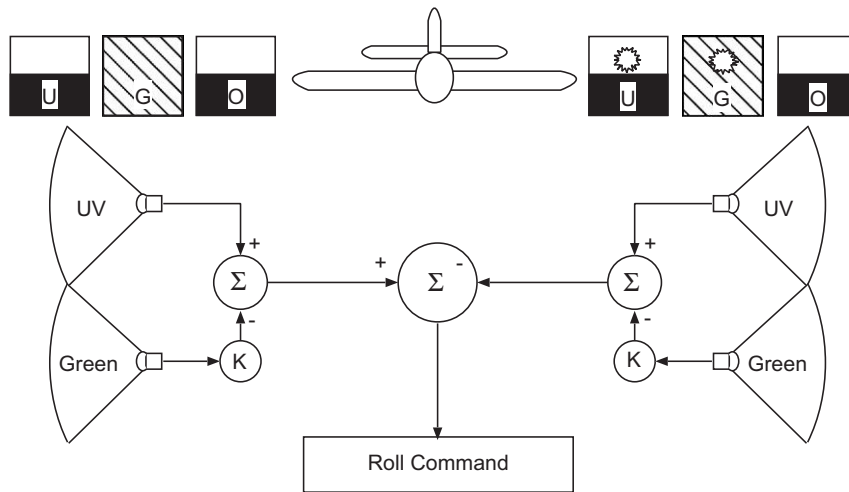 U G O U G O
UV UV
+ +
+ -
Σ Σ Σ
- -
Green K K Green
Roll Command